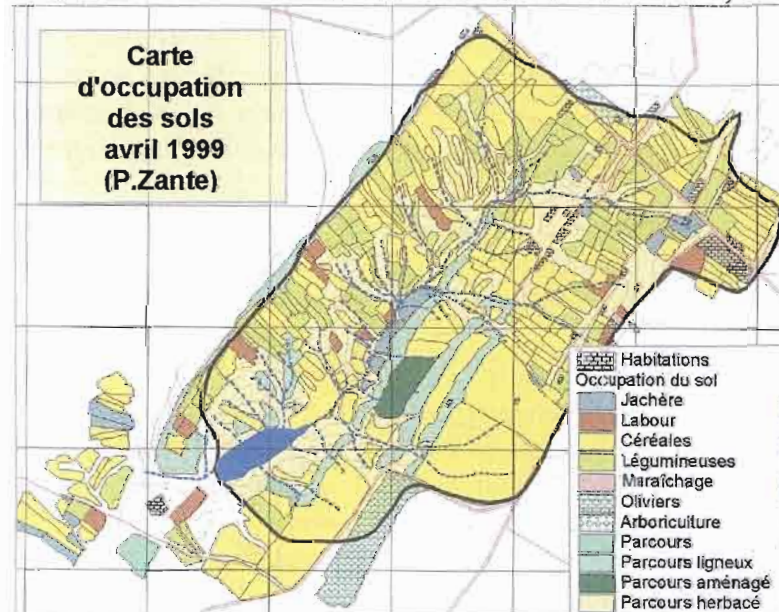 Carte
d'occupation
des sols
avril 1999
(P.Zante)
Habitations
Occupation du sol
Jachère
Labour
Céréales
Légumineuses
Maraîchage
Oliviers
Arboriculture
Parcours
Parcours ligneux
Parcours aménagé
Parcours herbacé